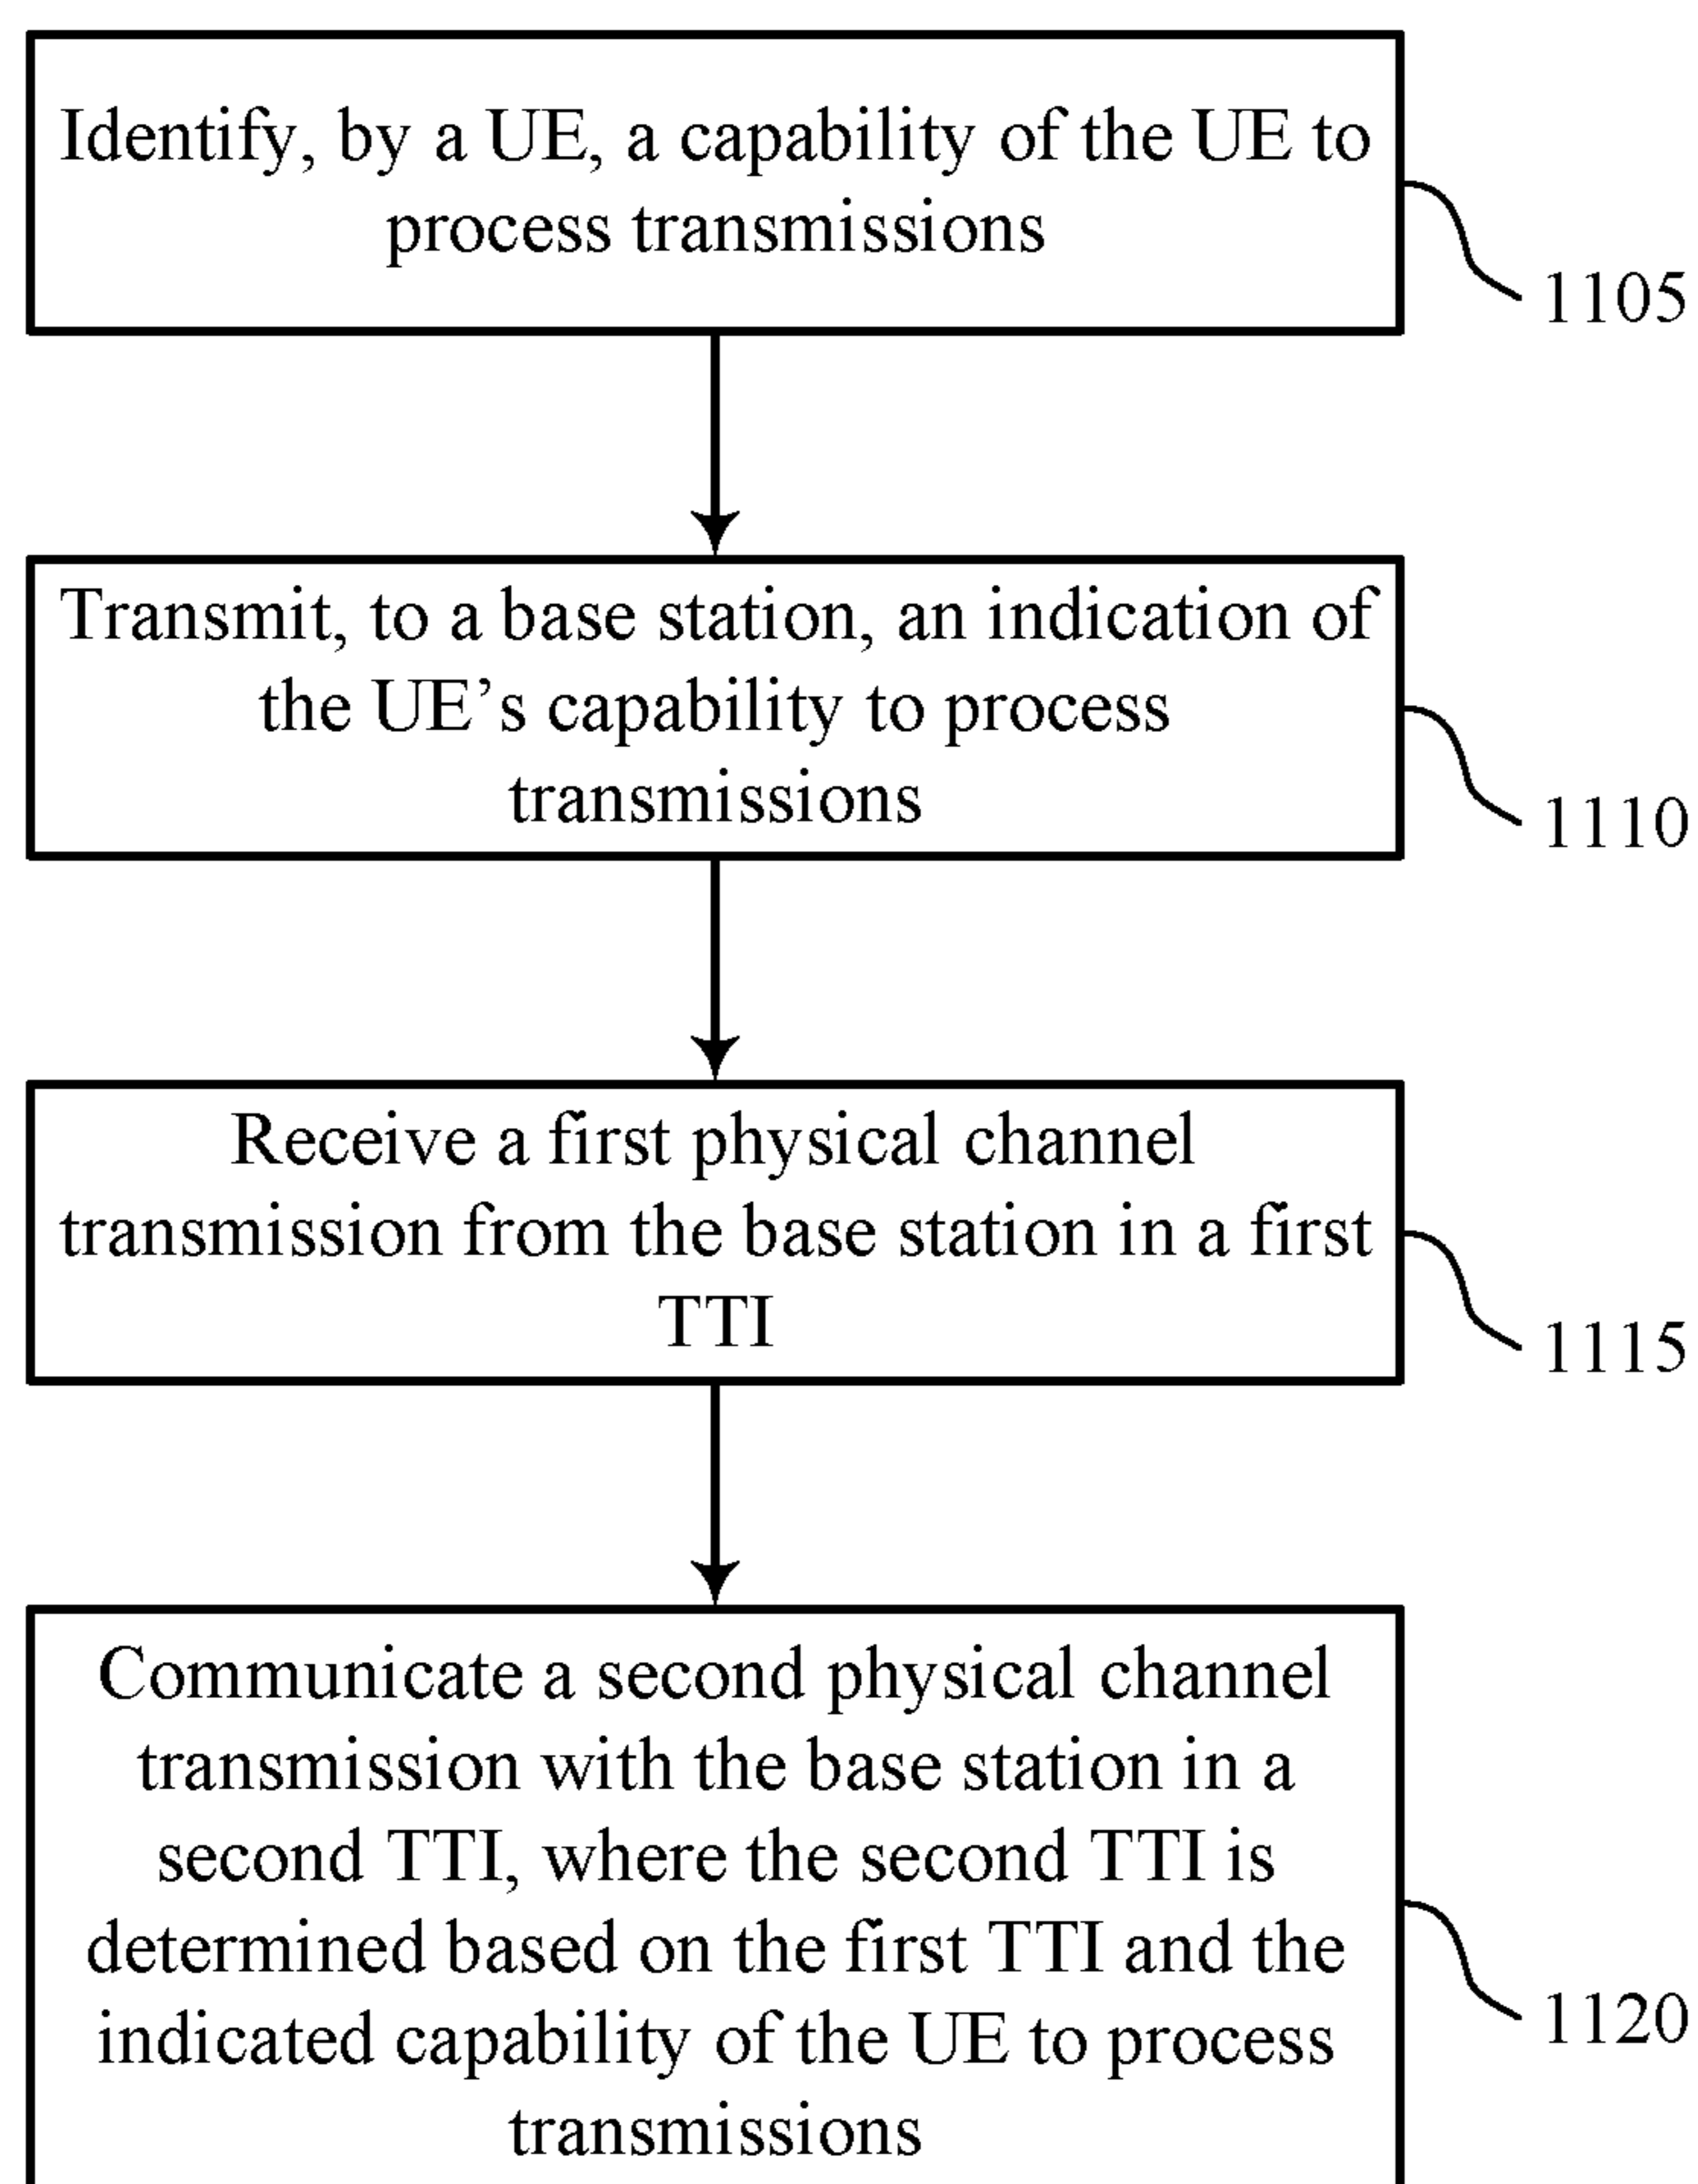 Identify, by a UE, a capability of the UE to
process transmissions
1105
Transmit, to a base station, an indication of
the UE’s capability to process
transmissions
1110
Receive a first physical channel
transmission from the base station in a first
TTI
1115
Communicate a second physical channel
transmission with the base station in a
second TTI, where the second TTI is
determined based on the first TTI and the
indicated capability of the UE to process
transmissions
1120